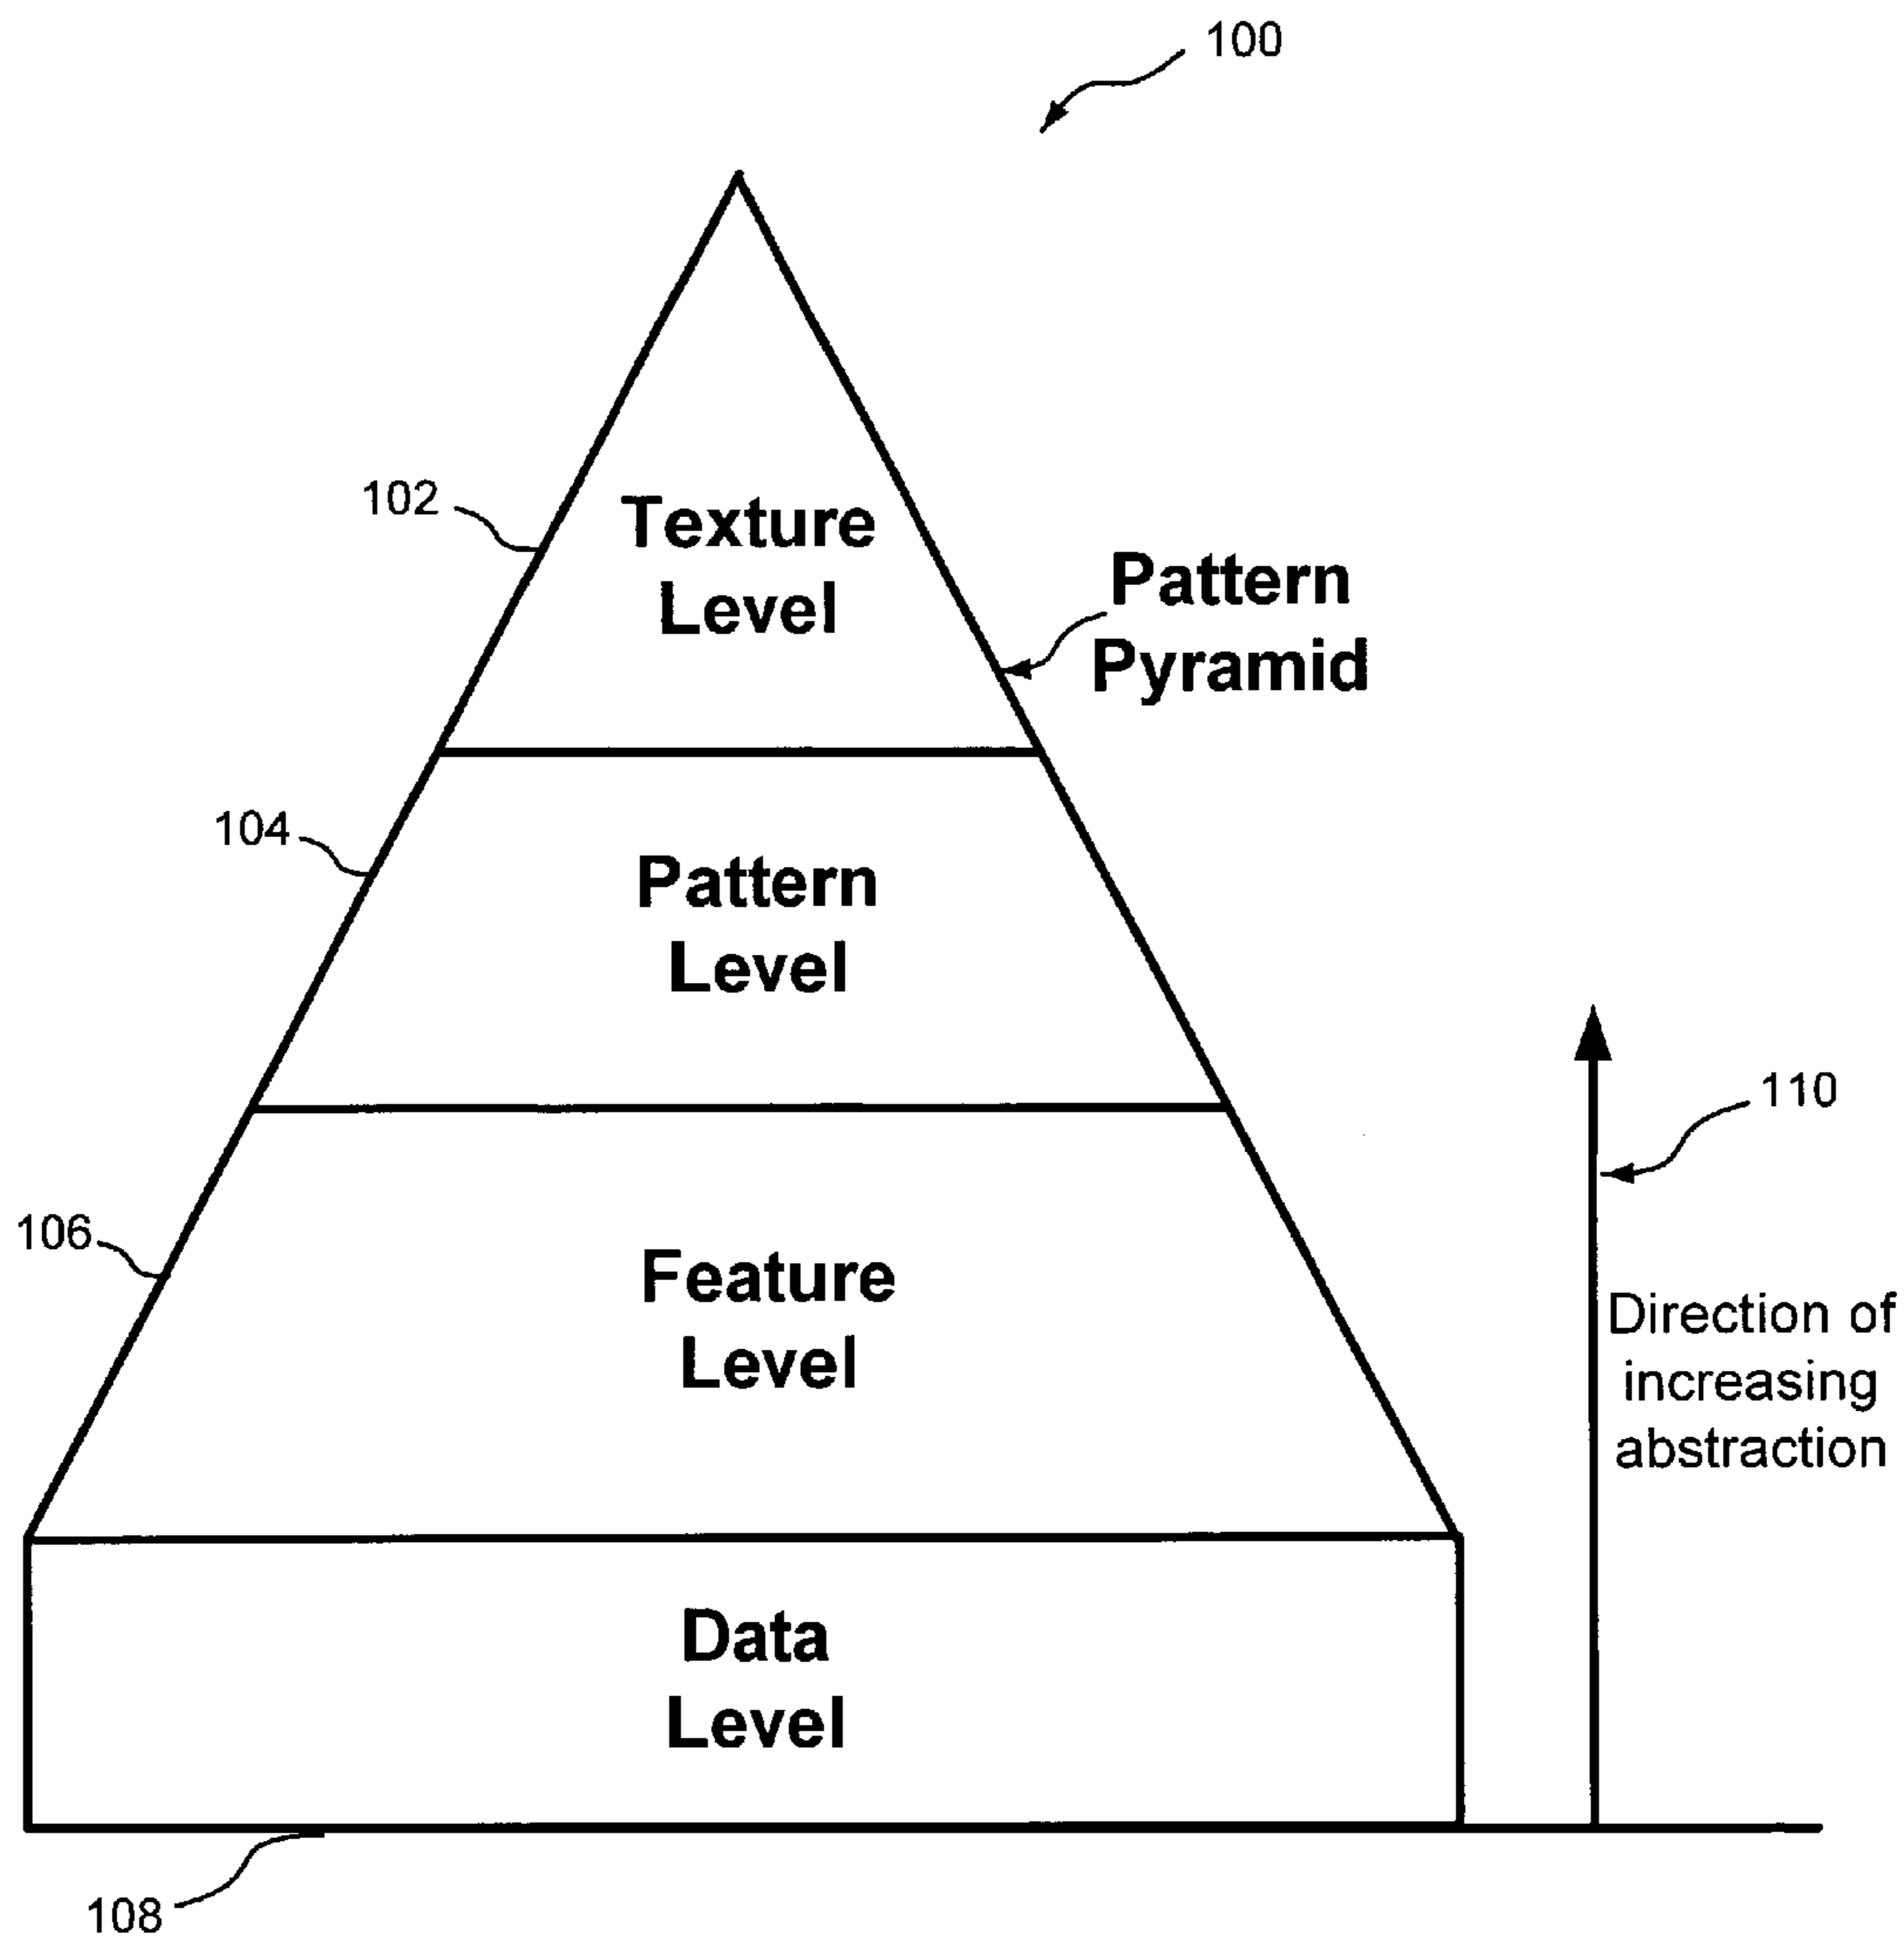 100
102
Texture
Level
Pattern
Pyramid
104
Pattern
Level
110
106
Feature
Level
Direction of
increasing
abstraction
Data
Level
108